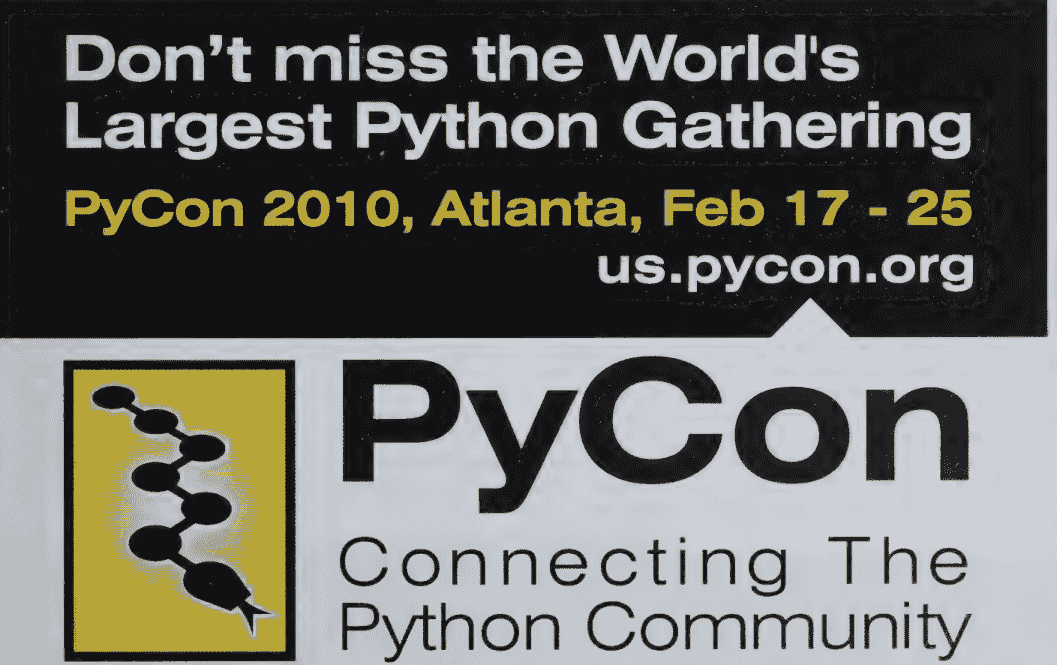 Don’t miss the World's
Largest Python Gathering
PyCon 2010, Atlanta, Feb 17 - 25
us.pycon.org
PyCon
Connecting The
Python Community